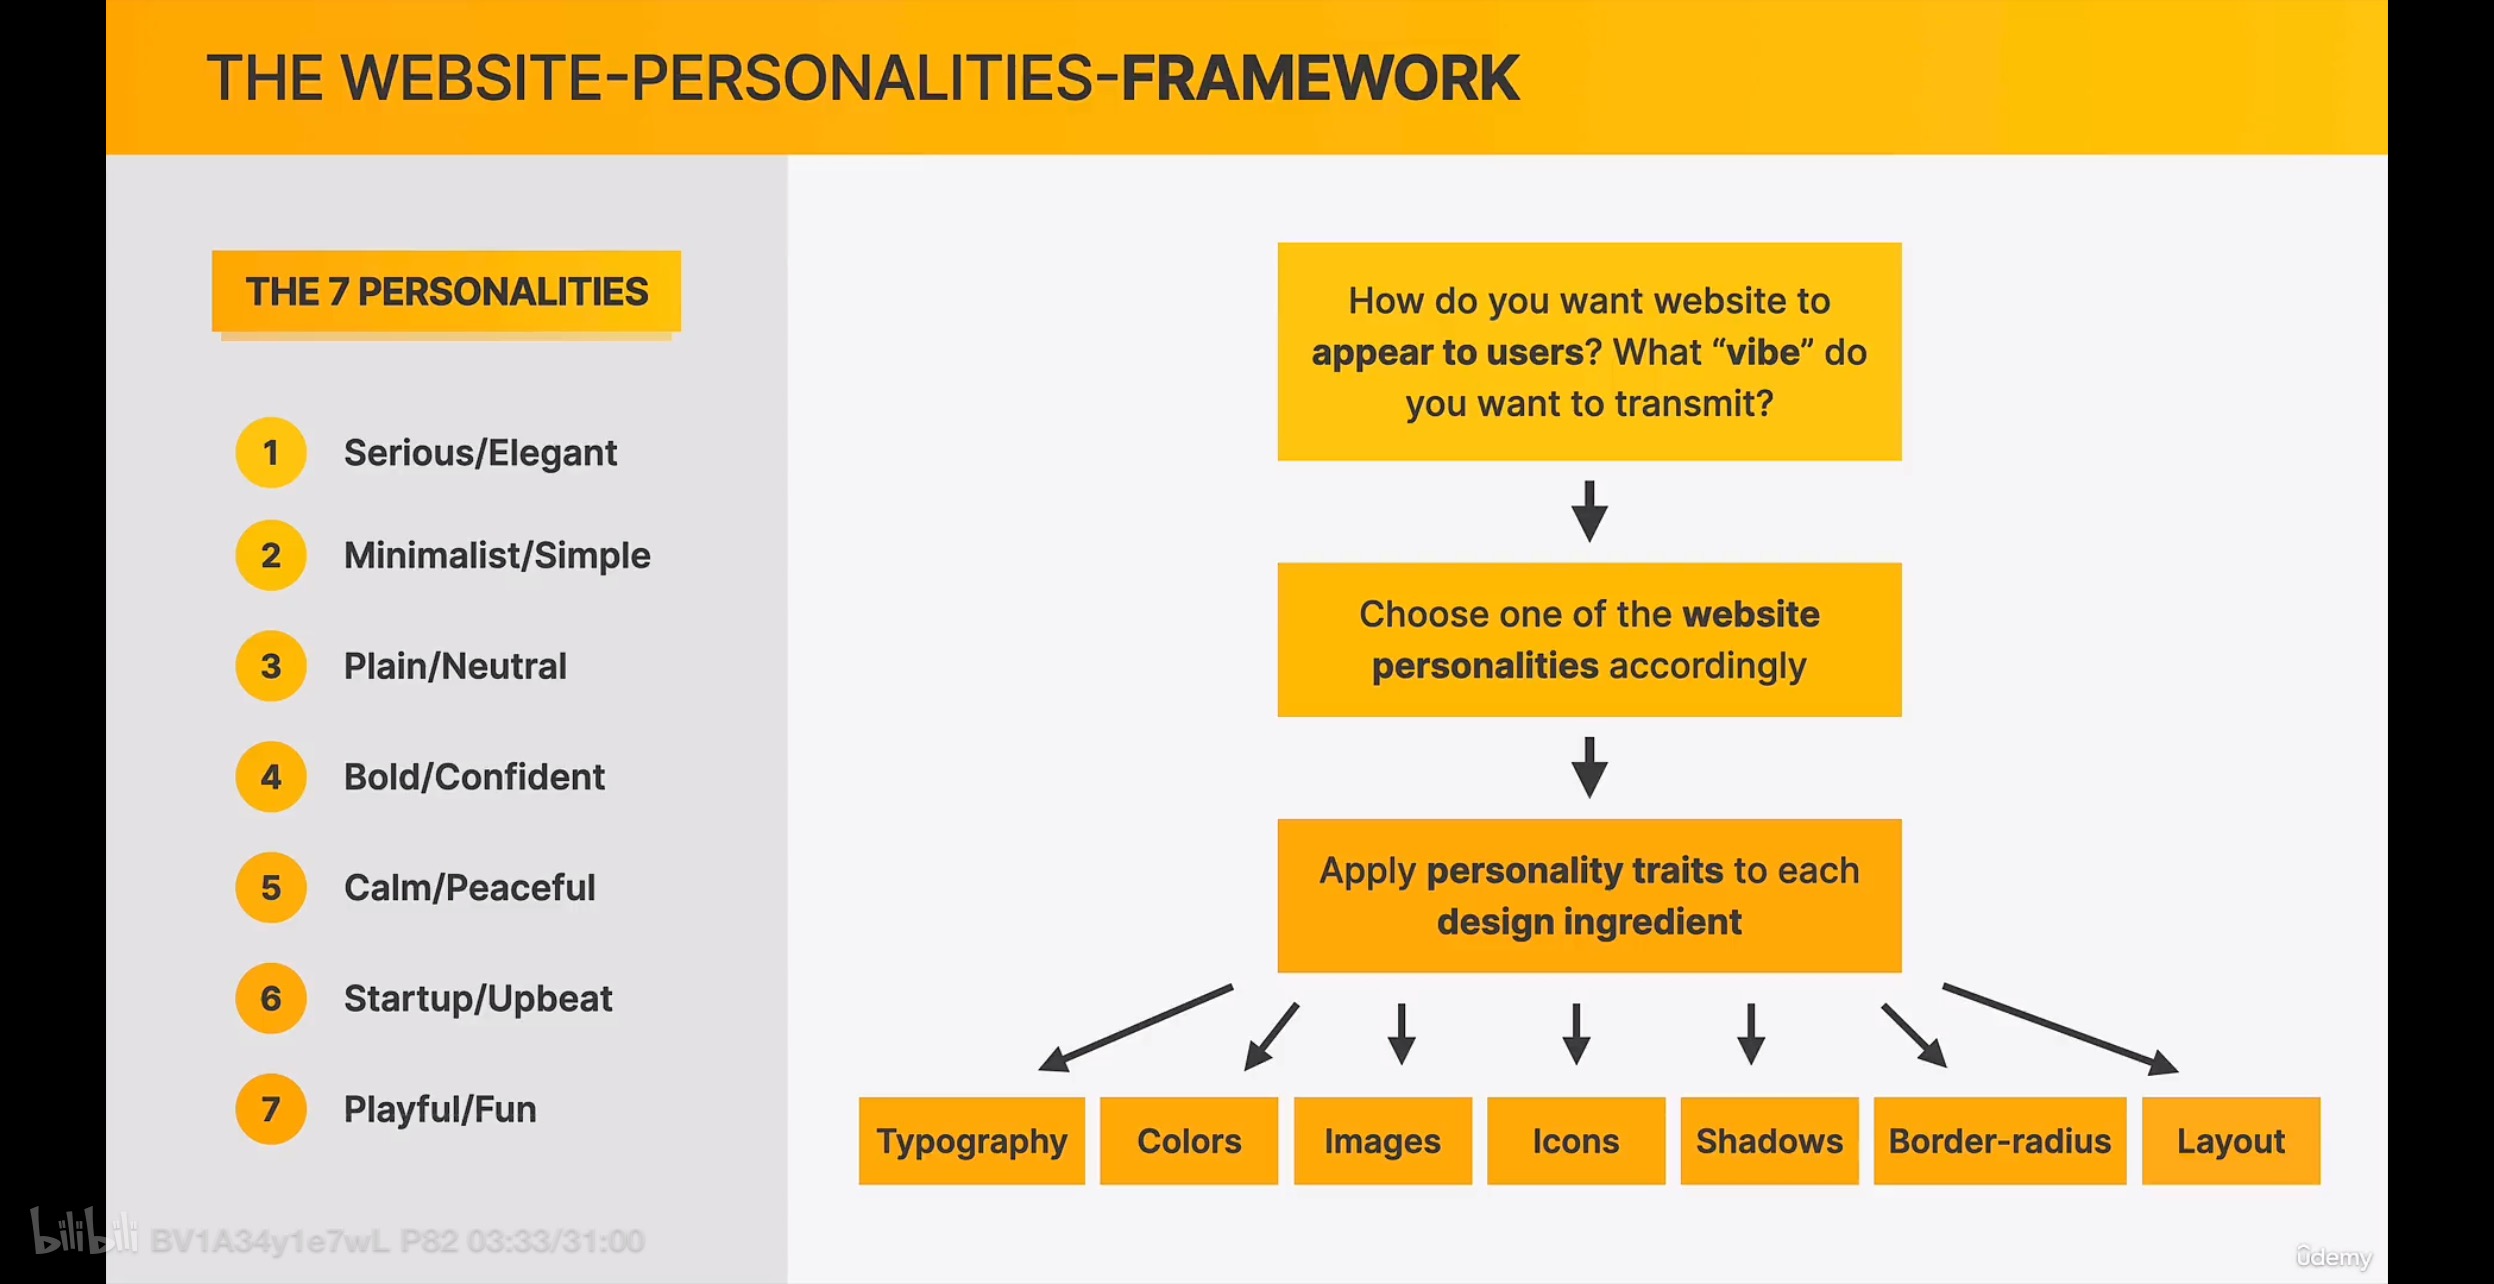 THE WEBSITE-PERSONALITIES-FRAMEWORK
THE 7 PERSONALITIES
1 Serious/Elegant
2 Minimalist/Simple
3 Plain/Neutral
4 Bold/Confident
5 Calm/Peaceful
6 Startup/Upbeat
7 Playful/Fun
How do you want website to
appear to users? What “vibe” do
you want to transmit?
Choose one of the website
personalities accordingly
Apply personality traits to each
design ingredient
Typography
Colors
Images
Icons
Shadows
Border-radius
Layout
bilibili BV1A34y1e7wL P82 03:33/31:00
ûdemy